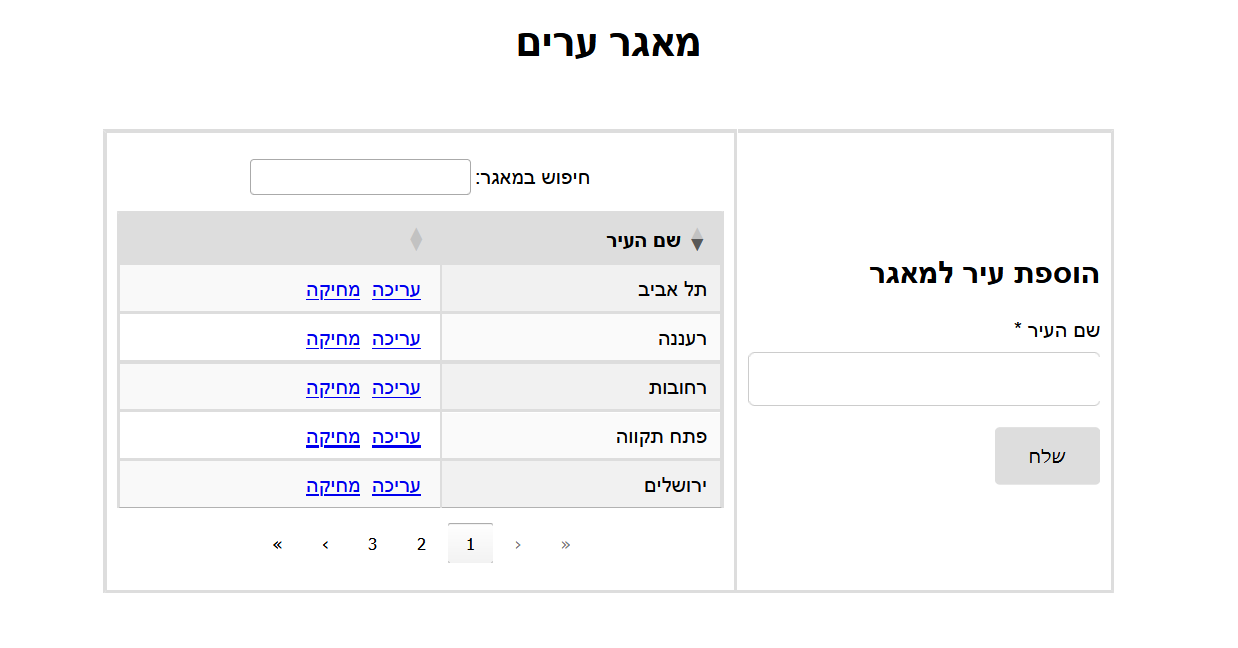 מאגר ערים
הוספת עיר למאגר
שם העיר *
שלח
חיפוש במאגר:
שם העיר
תל אביב עריכה מחיקה
רעננה עריכה מחיקה
רחובות עריכה מחיקה
פתח תקווה עריכה מחיקה
ירושלים עריכה מחיקה
« ‹ 1 2 3 › »